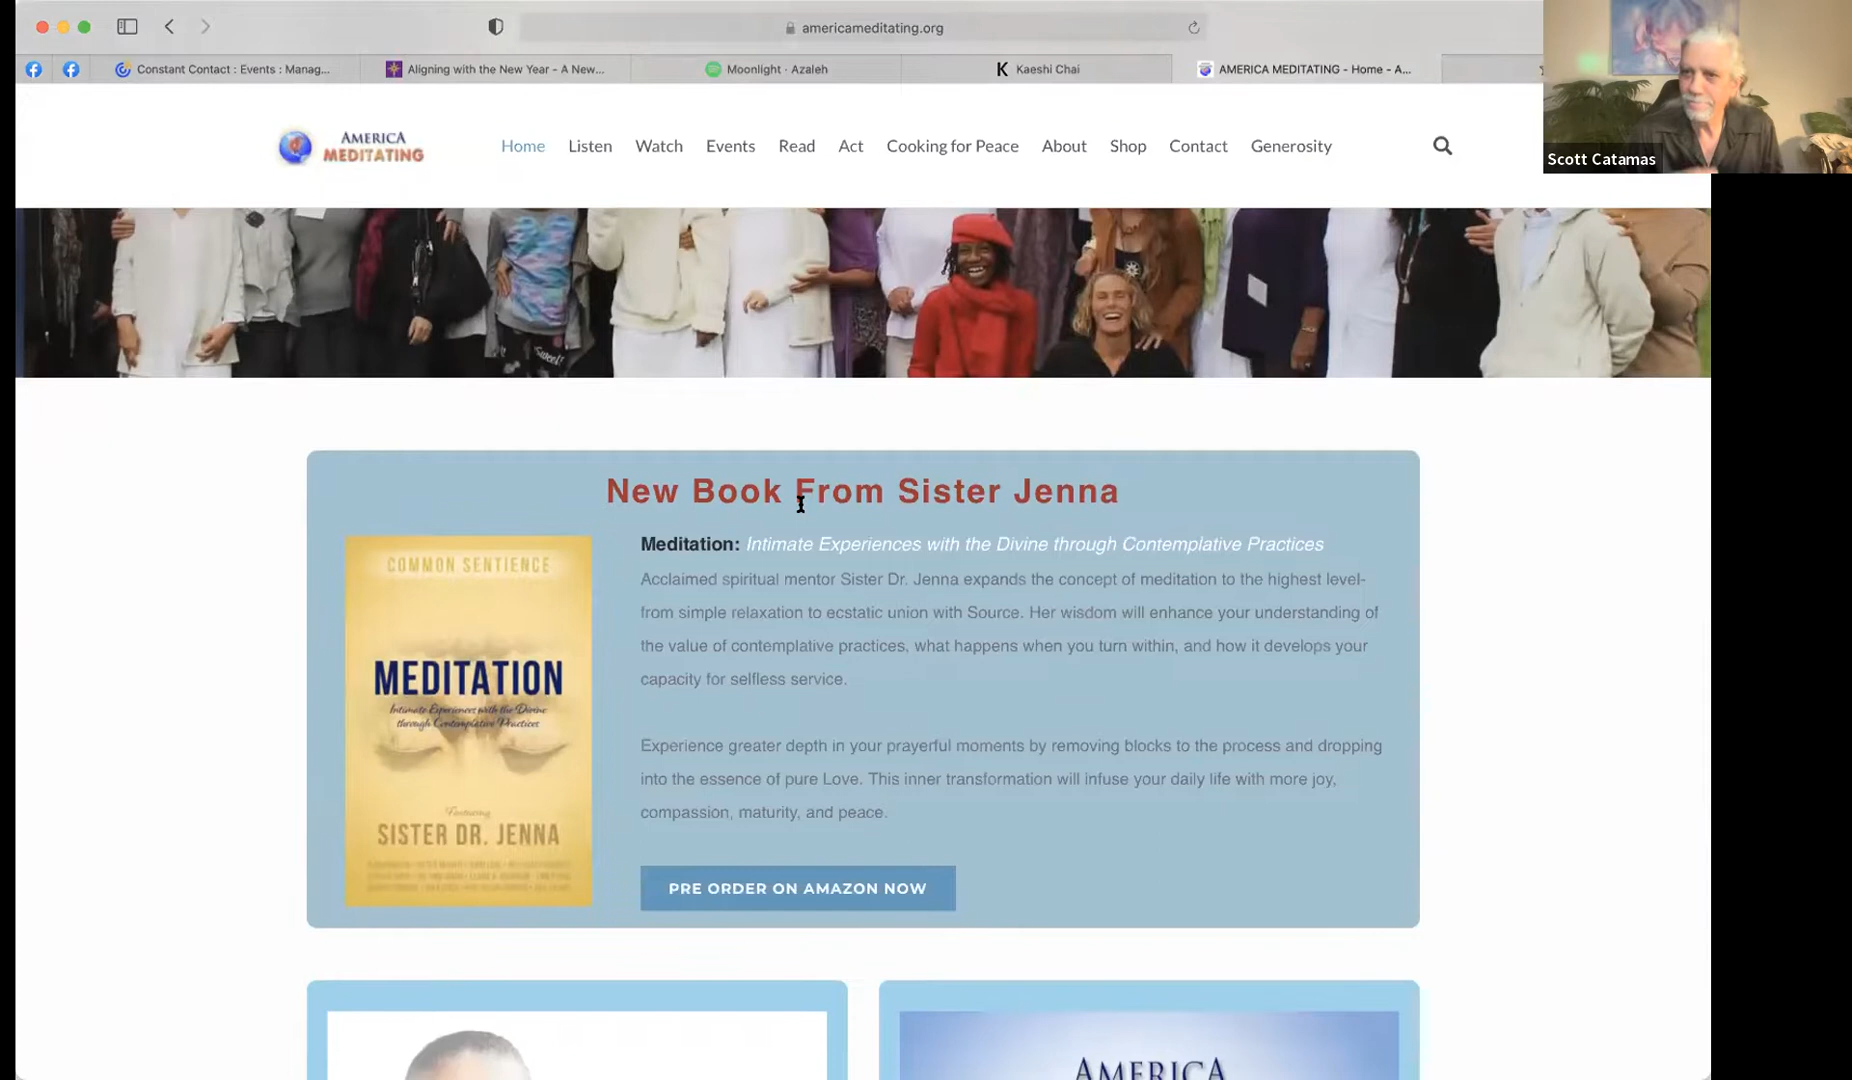 americameditating.org
Constant Contact : Events : Manag...
Aligning with the New Year - A New...
Moonlight · Azaleh
K Kaeshi Chai
AMERICA MEDITATING - Home - A...
AMERICA
MEDITATING
Home
Listen
Watch
Events
Read
Act
Cooking for Peace
About
Shop
Contact
Generosity
Scott Catamas
New Book From Sister Jenna
COMMON SENTIENCE
MEDITATION
Intimate Experiences with the Divine
through Contemplative Practices
Featuring
SISTER DR. JENNA
Meditation: Intimate Experiences with the Divine through Contemplative Practices
Acclaimed spiritual mentor Sister Dr. Jenna expands the concept of meditation to the highest level-
from simple relaxation to ecstatic union with Source. Her wisdom will enhance your understanding of
the value of contemplative practices, what happens when you turn within, and how it develops your
capacity for selfless service.
Experience greater depth in your prayerful moments by removing blocks to the process and dropping
into the essence of pure Love. This inner transformation will infuse your daily life with more joy,
compassion, maturity, and peace.
PRE ORDER ON AMAZON NOW
AMERICA